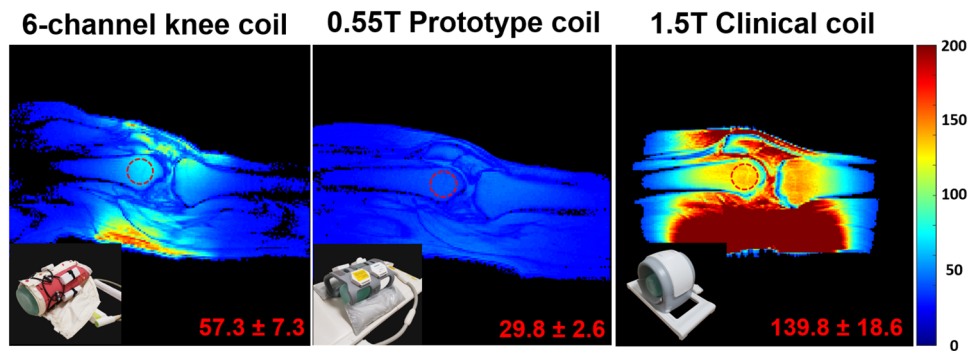 6-channel knee coil
0.55T Prototype coil
1.5T Clinical coil
200
150
100
50
0
57.3 ± 7.3
29.8 ± 2.6
139.8 ± 18.6